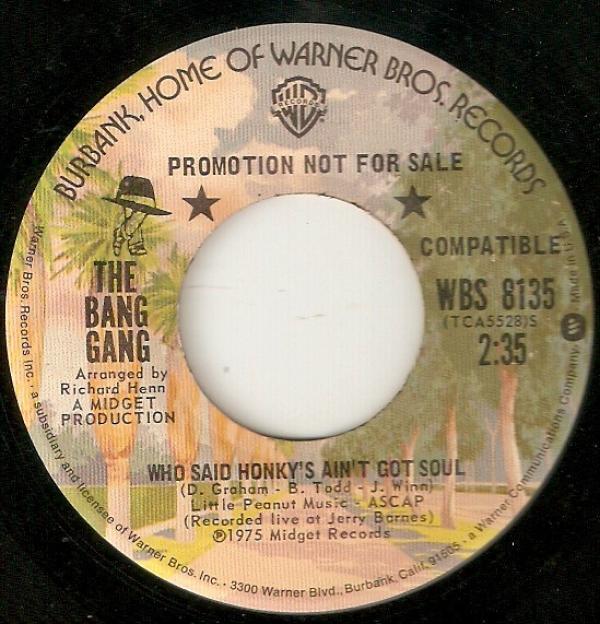 BURBANK, HOME OF WARNER BROS. RECORDS
RECORDS
PROMOTION NOT FOR SALE
COMPATIBLE
THE
BANG
GANG
Arranged by
Richard Henn
A MIDGET
PRODUCTION
WBS 8135
(TCA5528)S
2:35
WHO SAID HONKY'S AIN'T GOT SOUL
(D. Graham - B. Todd - J. Winn)
Little Peanut Music - ASCAP
(Recorded live at Jerry Barnes)
℗1975 Midget Records
Warner Bros. Records Inc. · a subsidiary and licensee of Warner Bros. Inc. · 3300 Warner Blvd., Burbank, Calif. 91505 · a Warner Communications Company
Made in U.S.A.